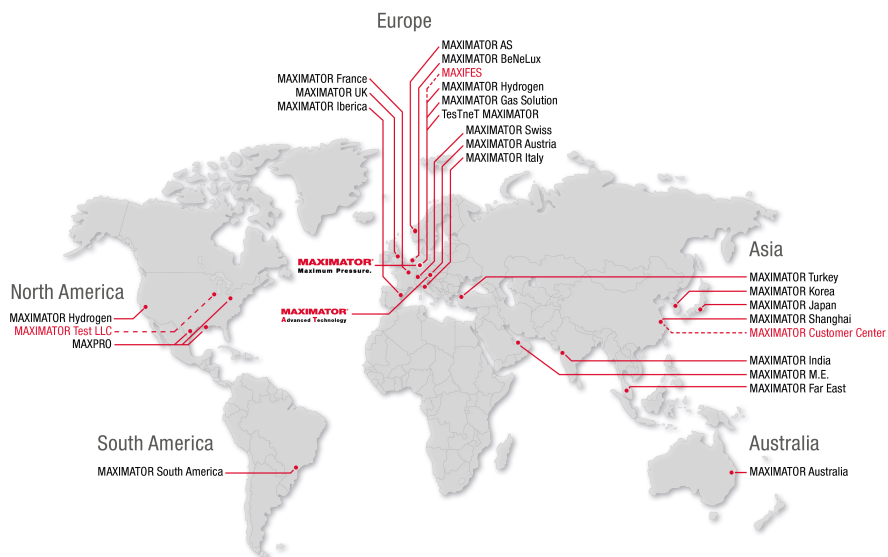 Europe
MAXIMATOR AS
MAXIMATOR BeNeLux
MAXIFES
MAXIMATOR Hydrogen
MAXIMATOR Gas Solution
TesTneT MAXIMATOR
MAXIMATOR Swiss
MAXIMATOR Austria
MAXIMATOR Italy
MAXIMATOR France
MAXIMATOR UK
MAXIMATOR Iberica
MAXIMATOR®
Maximum Pressure.
MAXIMATOR®
Advanced Technology
North America
MAXIMATOR Hydrogen
MAXIMATOR Test LLC
MAXPRO
Asia
MAXIMATOR Turkey
MAXIMATOR Korea
MAXIMATOR Japan
MAXIMATOR Shanghai
MAXIMATOR Customer Center
MAXIMATOR India
MAXIMATOR M.E.
MAXIMATOR Far East
South America
MAXIMATOR South America
Australia
MAXIMATOR Australia